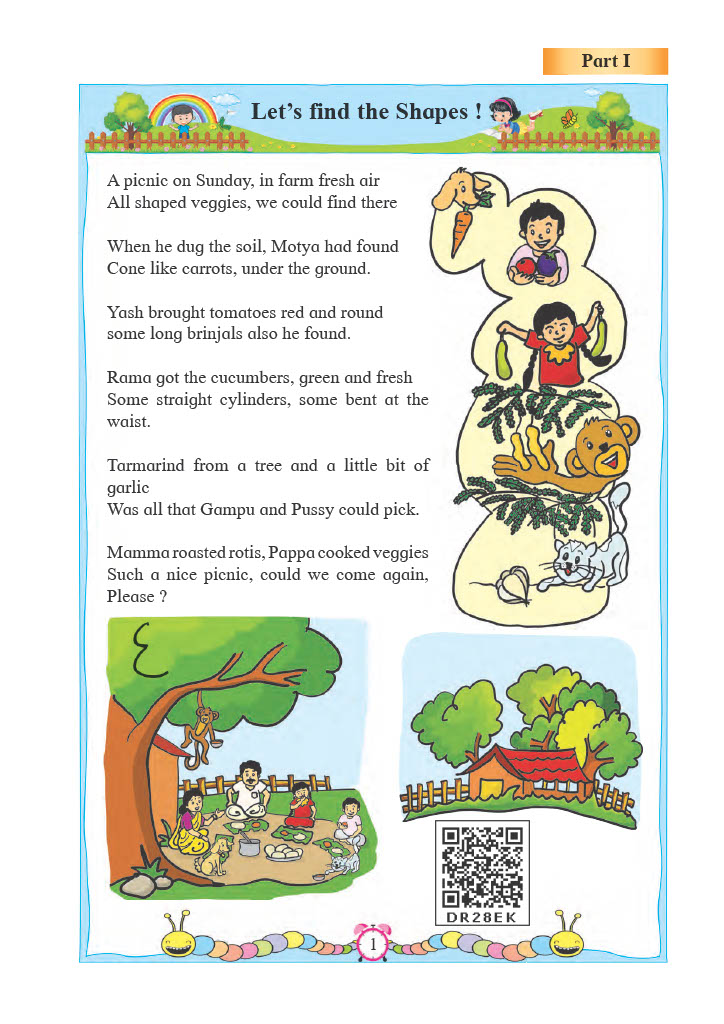 Part I
Let's find the Shapes !
A picnic on Sunday, in farm fresh air
All shaped veggies, we could find there
When he dug the soil, Motya had found
Cone like carrots, under the ground.
Yash brought tomatoes red and round
some long brinjals also he found.
Rama got the cucumbers, green and fresh
Some straight cylinders, some bent at the
waist.
Tarmarind from a tree and a little bit of
garlic
Was all that Gampu and Pussy could pick.
Mamma roasted rotis, Pappa cooked veggies
Such a nice picnic, could we come again,
Please ?
DR28EK
1